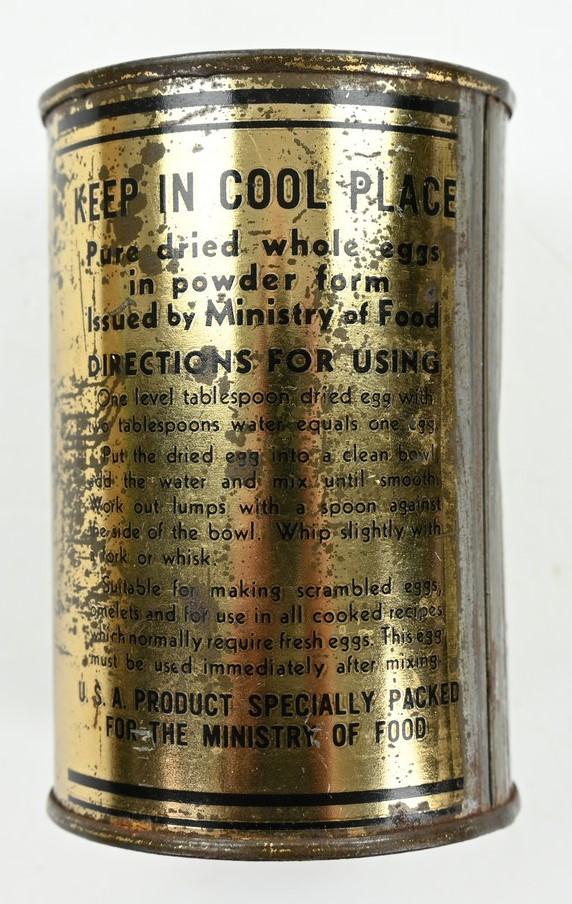 KEEP IN COOL PLACE
Pure dried whole eggs
in powder form
Issued by Ministry of Food
DIRECTIONS FOR USING
One level tablespoon dried egg with
two tablespoons water equals one egg.
Put the dried egg into a clean bowl,
add the water and mix until smooth.
Work out lumps with a spoon against
the side of the bowl. Whip slightly with
fork or whisk.
Suitable for making scrambled eggs,
omelets and for use in all cooked recipes
which normally require fresh eggs. This egg
must be used immediately after mixing.
U. S. A. PRODUCT SPECIALLY PACKED
FOR THE MINISTRY OF FOOD